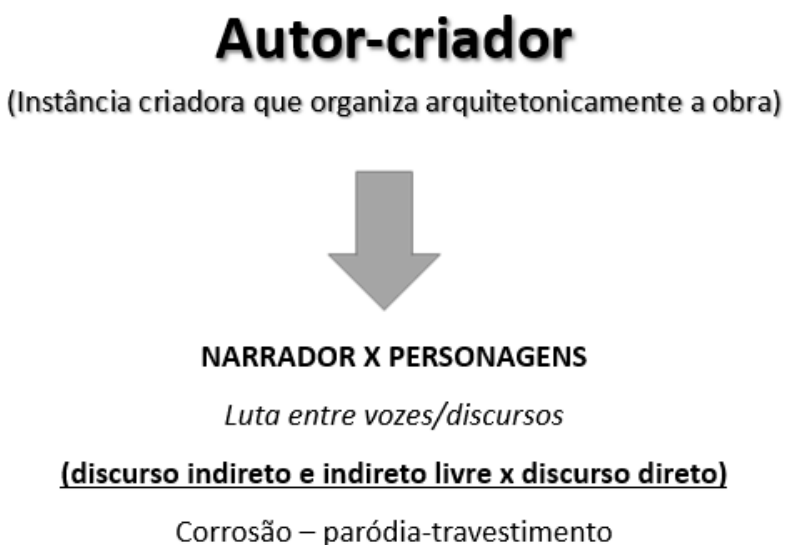 Autor-criador
(Instância criadora que organiza arquitetonicamente a obra)
NARRADOR X PERSONAGENS
Luta entre vozes/discursos
(discurso indireto e indireto livre x discurso direto)
Corrosão – paródia-travestimento